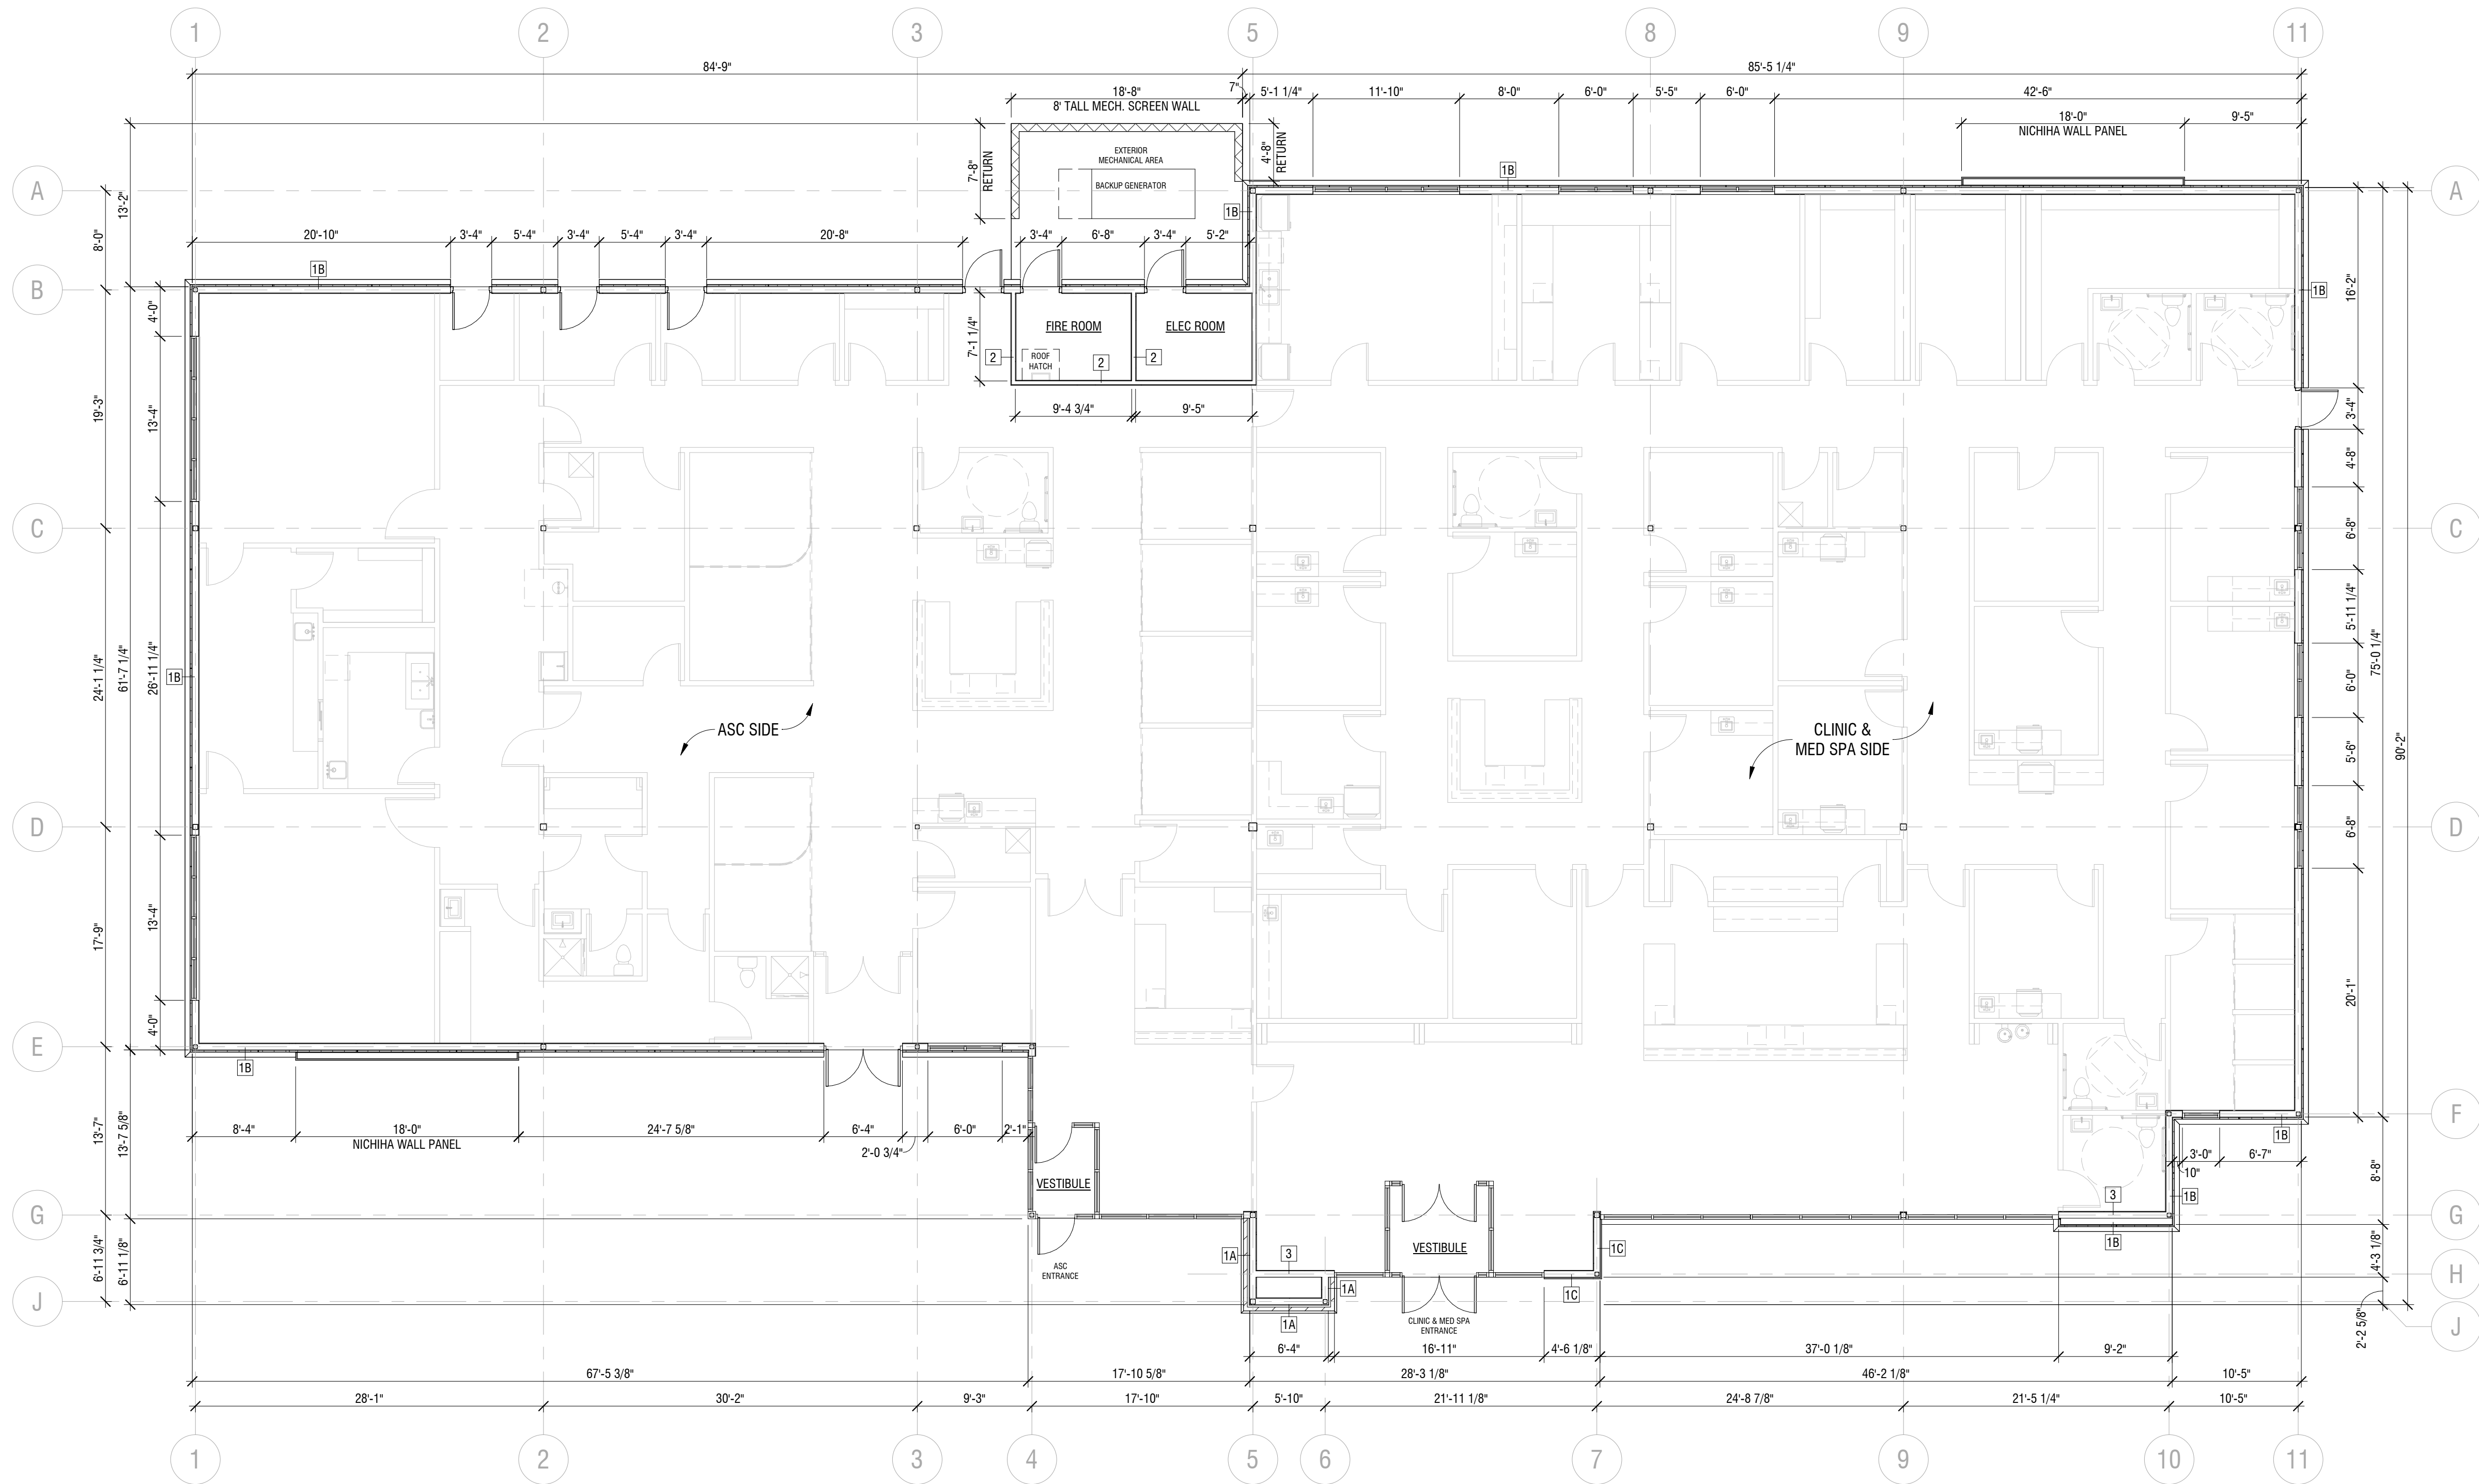 1
2
3
5
8
9
11
84'-9"
85'-5 1/4"
18'-8"
8' TALL MECH. SCREEN WALL
7"
5'-1 1/4"
11'-10"
8'-0"
6'-0"
5'-5"
6'-0"
42'-6"
18'-0"
NICHIHA WALL PANEL
9'-5"
7'-8"
RETURN
4'-8"
RETURN
EXTERIOR
MECHANICAL AREA
BACKUP GENERATOR
1B
1B
A
A
13'-2"
8'-0"
20'-10"
3'-4"
5'-4"
3'-4"
5'-4"
3'-4"
20'-8"
3'-4"
6'-8"
3'-4"
5'-2"
1B
B
4'-0"
16'-2"
1B
7'-1 1/4"
FIRE ROOM
ELEC ROOM
2
ROOF
HATCH
2
2
9'-4 3/4"
9'-5"
19'-3"
13'-4"
3'-4"
4'-8"
C
C
6'-8"
5'-11 1/4"
24'-1 1/4"
61'-7 1/4"
26'-11 1/4"
1B
75'-0 1/4"
6'-0"
90'-2"
ASC SIDE
CLINIC &
MED SPA SIDE
5'-6"
D
D
6'-8"
17'-9"
13'-4"
20'-1"
4'-0"
E
1B
13'-7"
13'-7 5/8"
8'-4"
18'-0"
NICHIHA WALL PANEL
24'-7 5/8"
6'-4"
2'-0 3/4"
6'-0"
2'-1"
F
1B
3'-0"
6'-7"
10"
8'-8"
VESTIBULE
3
1B
G
G
6'-11 3/4"
6'-11 1/8"
1A
3
VESTIBULE
1C
1B
4'-3 1/8"
ASC
ENTRANCE
H
1A
1C
J
1A
CLINIC & MED SPA
ENTRANCE
J
2'-2 5/8"
6'-4"
16'-11"
4'-6 1/8"
37'-0 1/8"
9'-2"
67'-5 3/8"
17'-10 5/8"
28'-3 1/8"
46'-2 1/8"
10'-5"
28'-1"
30'-2"
9'-3"
17'-10"
5'-10"
21'-11 1/8"
24'-8 7/8"
21'-5 1/4"
10'-5"
1
2
3
4
5
6
7
9
10
11